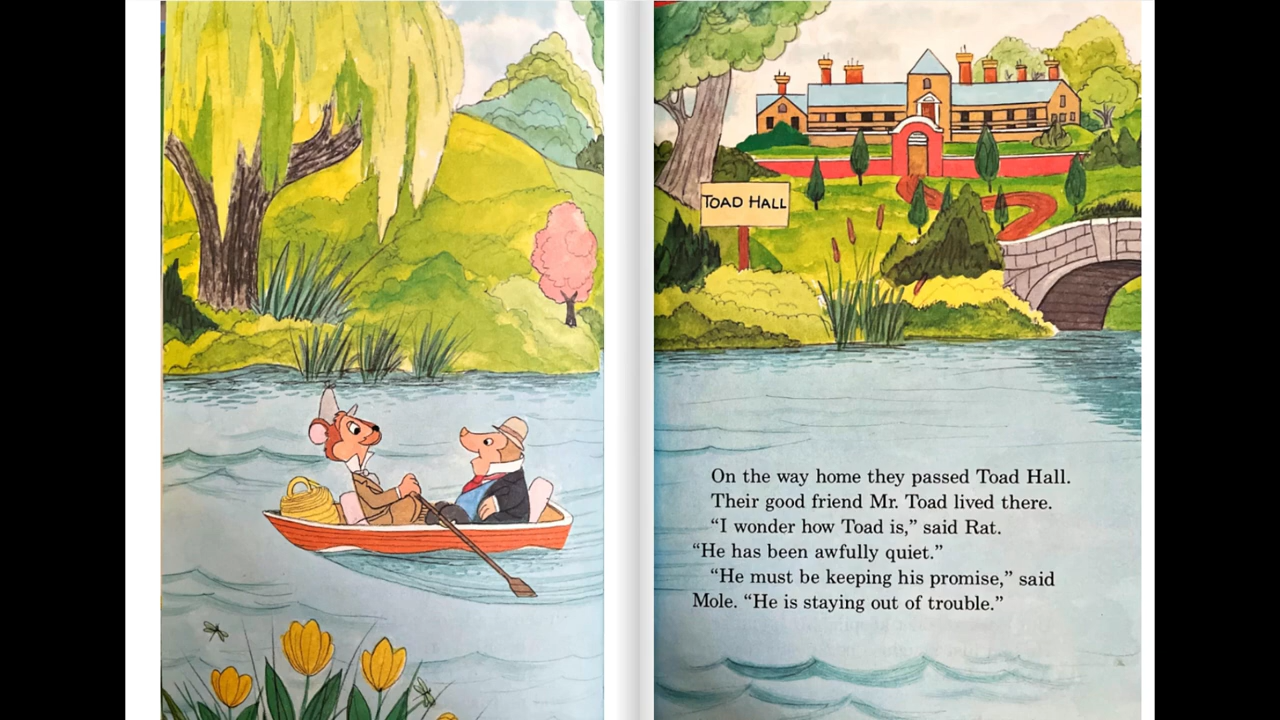 TOAD HALL
On the way home they passed Toad Hall.
Their good friend Mr. Toad lived there.
“I wonder how Toad is,” said Rat.
“He has been awfully quiet.”
“He must be keeping his promise,” said
Mole. “He is staying out of trouble.”